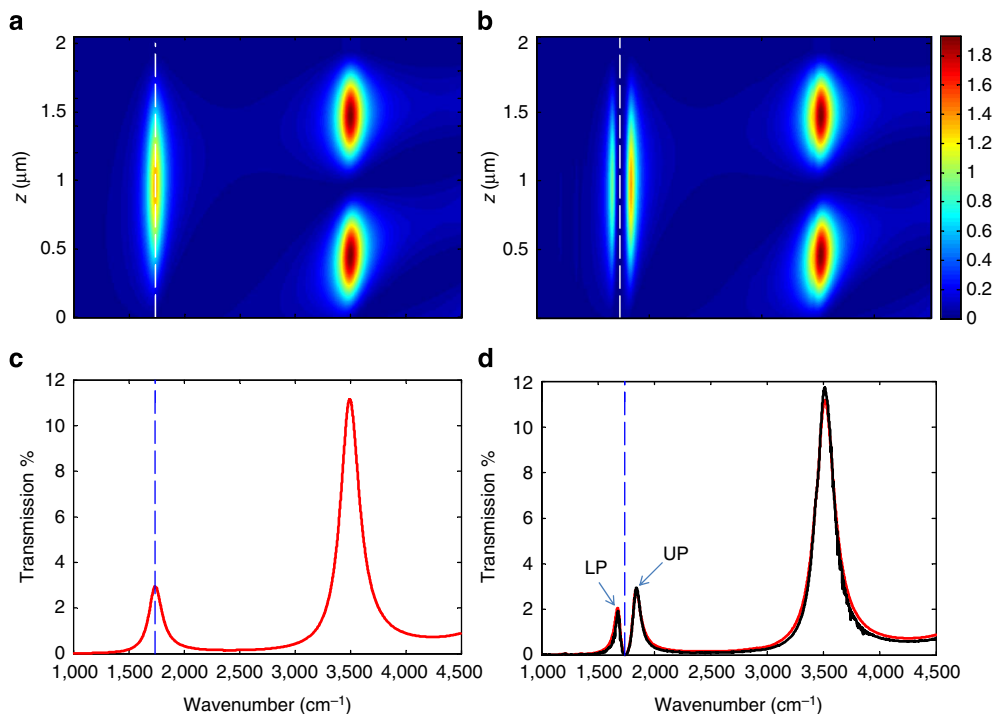 a
b
2
1.5
1
0.5
0
z (μm)
2
1.5
1
0.5
0
z (μm)
1.8
1.6
1.4
1.2
1
0.8
0.6
0.4
0.2
0
c
d
12
10
8
6
4
2
0
Transmission %
1,000 1,500 2,000 2,500 3,000 3,500 4,000 4,500
Wavenumber (cm⁻¹)
12
10
8
6
4
2
0
Transmission %
LP
UP
1,000 1,500 2,000 2,500 3,000 3,500 4,000 4,500
Wavenumber (cm⁻¹)